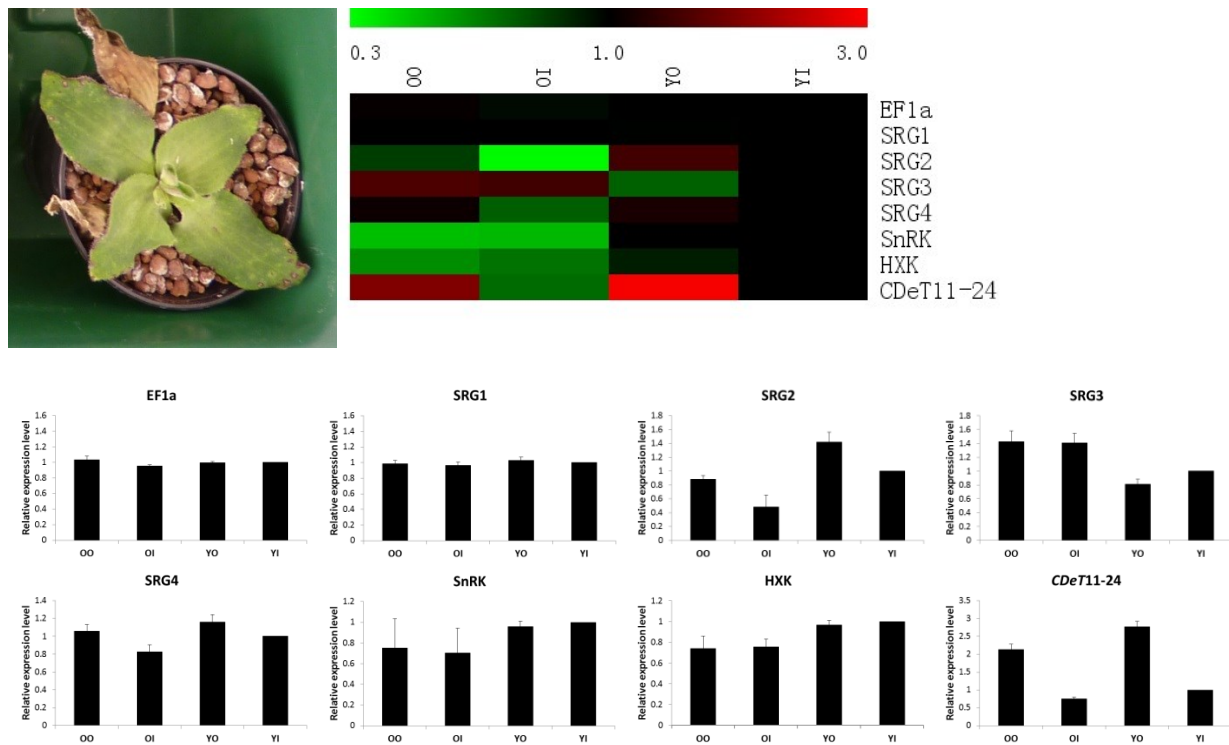 0.3 1.0 3.0
OO OI YO YI
EF1a
SRG1
SRG2
SRG3
SRG4
SnRK
HXK
CDeT11-24
EF1a
Relative expression level
1.6
1.4
1.2
1
0.8
0.6
0.4
0.2
0
OO OI YO YI
SRG1
Relative expression level
1.6
1.4
1.2
1
0.8
0.6
0.4
0.2
0
OO OI YO YI
SRG2
Relative expression level
1.8
1.6
1.4
1.2
1
0.8
0.6
0.4
0.2
0
OO OI YO YI
SRG3
Relative expression level
1.8
1.6
1.4
1.2
1
0.8
0.6
0.4
0.2
0
OO OI YO YI
SRG4
Relative expression level
1.4
1.2
1
0.8
0.6
0.4
0.2
0
OO OI YO YI
SnRK
Relative expression level
1.2
1
0.8
0.6
0.4
0.2
0
OO OI YO YI
HXK
Relative expression level
1.2
1
0.8
0.6
0.4
0.2
0
OO OI YO YI
CDeT11-24
Relative expression level
3.5
3
2.5
2
1.5
1
0.5
0
OO OI YO YI